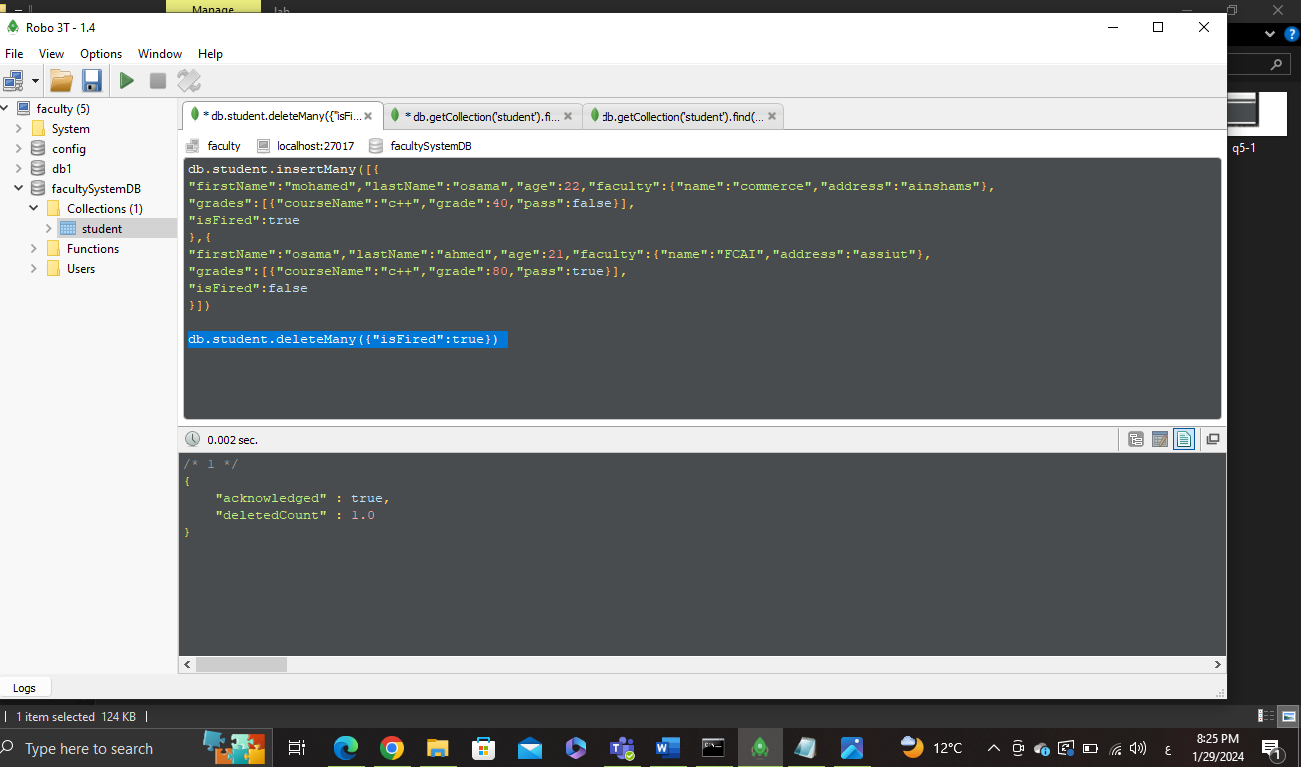 Manage
lab
Robo 3T - 1.4
File View Options Window Help
faculty (5)
System
config
db1
facultySystemDB
Collections (1)
student
Functions
Users
* db.student.deleteMany({"isFi...
* db.getCollection('student').fi...
db.getCollection('student').find(...
faculty localhost:27017 facultySystemDB
db.student.insertMany([{
"firstName":"mohamed","lastName":"osama","age":22,"faculty":{"name":"commerce","address":"ainshams"},
"grades":[{"courseName":"c++","grade":40,"pass":false}],
"isFired":true
},{
"firstName":"osama","lastName":"ahmed","age":21,"faculty":{"name":"FCAI","address":"assiut"},
"grades":[{"courseName":"c++","grade":80,"pass":true}],
"isFired":false
}])
db.student.deleteMany({"isFired":true})
0.002 sec.
/* 1 */
{
"acknowledged" : true,
"deletedCount" : 1.0
}
q5-1
Logs
1 item selected 124 KB
Type here to search
12°C
ع
8:25 PM
1/29/2024
1